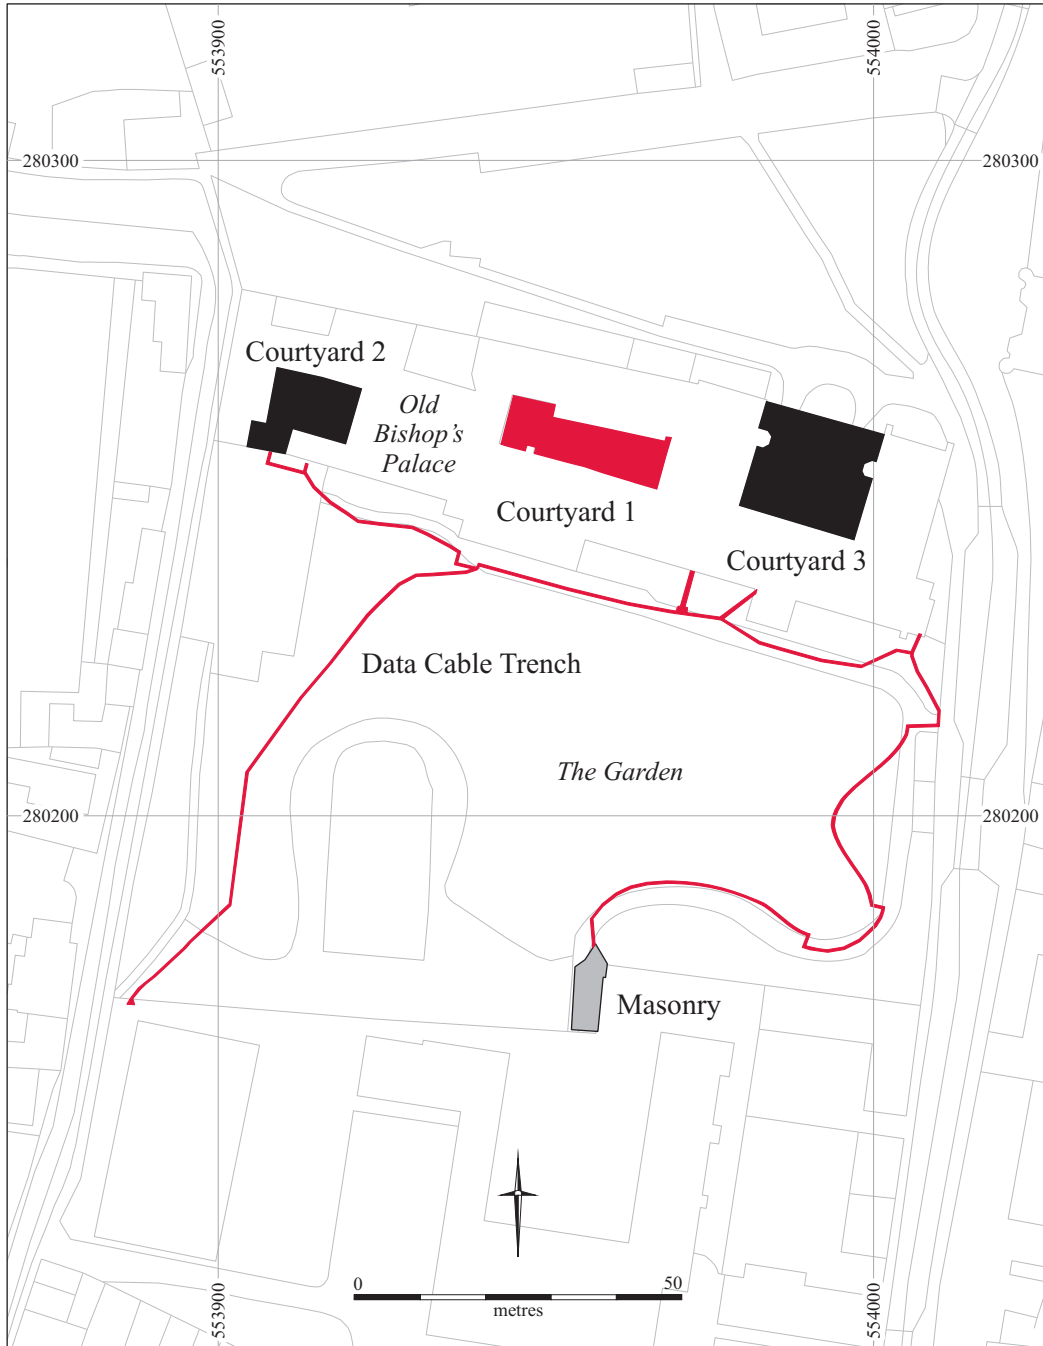 553900
554000
280300
280300
Courtyard 2
Old
Bishop's
Palace
Courtyard 1
Courtyard 3
Data Cable Trench
The Garden
280200
280200
Masonry
0
50
metres
553900
554000